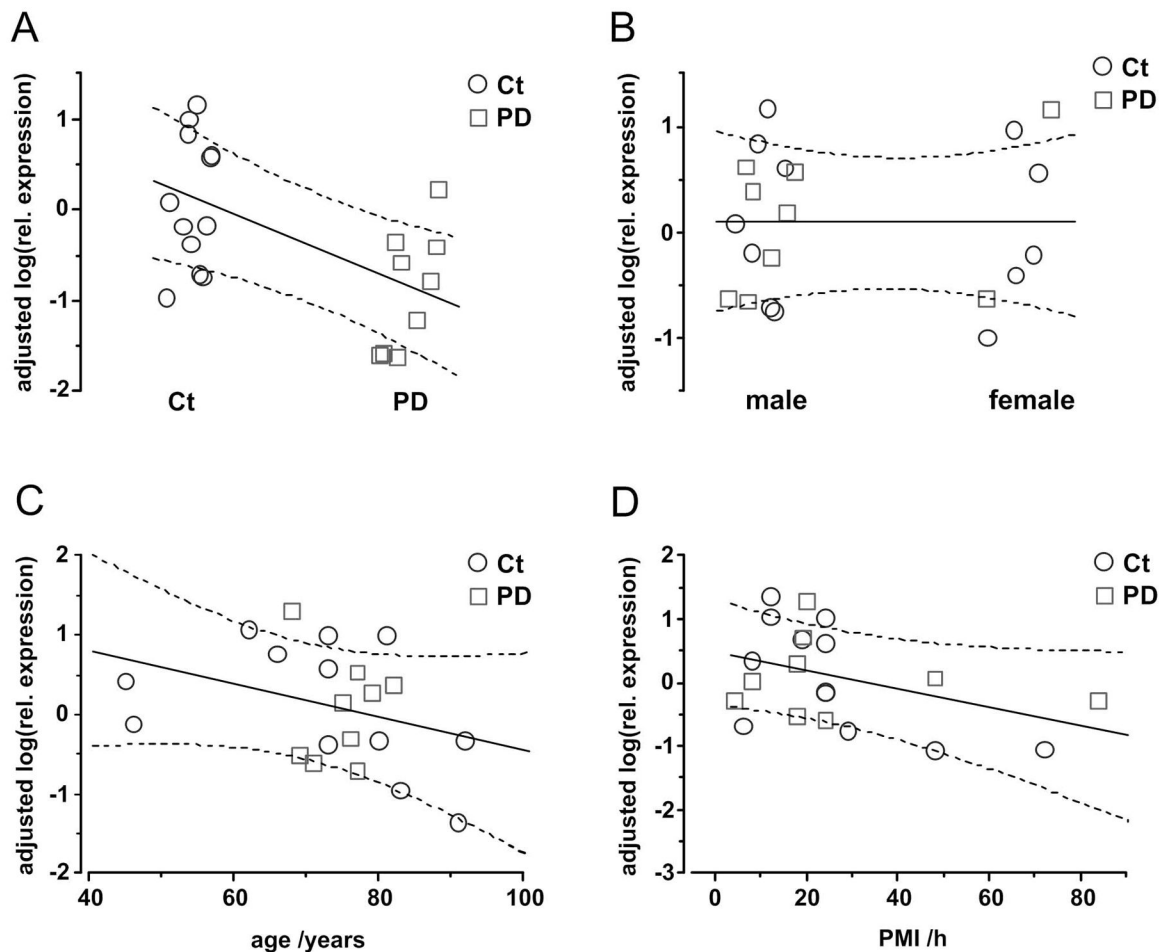 A
adjusted log(rel. expression)
1
0
-1
-2
Ct
PD
Ct
PD
B
adjusted log(rel. expression)
1
0
-1
Ct
PD
male
female
C
adjusted log(rel. expression)
2
1
0
-1
-2
Ct
PD
40
60
80
100
age /years
D
adjusted log(rel. expression)
2
1
0
-1
-2
-3
Ct
PD
0
20
40
60
80
PMI /h